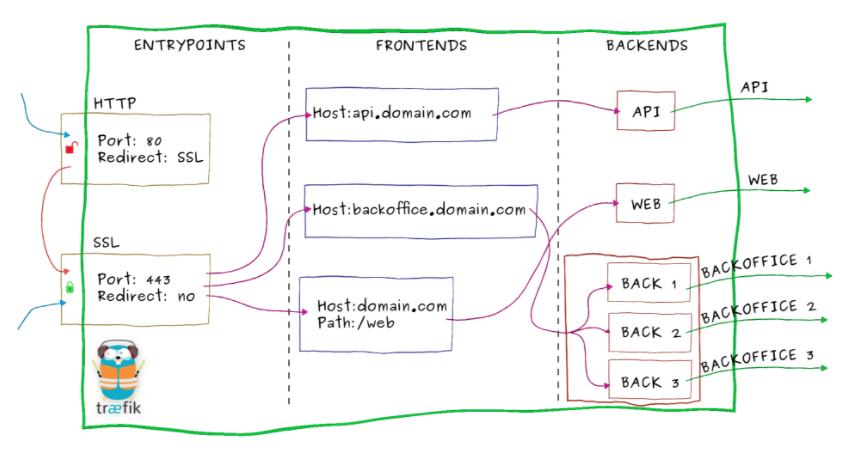 ENTRYPOINTS
FRONTENDS
BACKENDS
HTTP
Port: 80
Redirect: SSL
SSL
Port: 443
Redirect: no
Host:api.domain.com
Host:backoffice.domain.com
Host:domain.com
Path:/web
API
API
WEB
WEB
BACK 1
BACKOFFICE 1
BACK 2
BACKOFFICE 2
BACK 3
BACKOFFICE 3
træfik